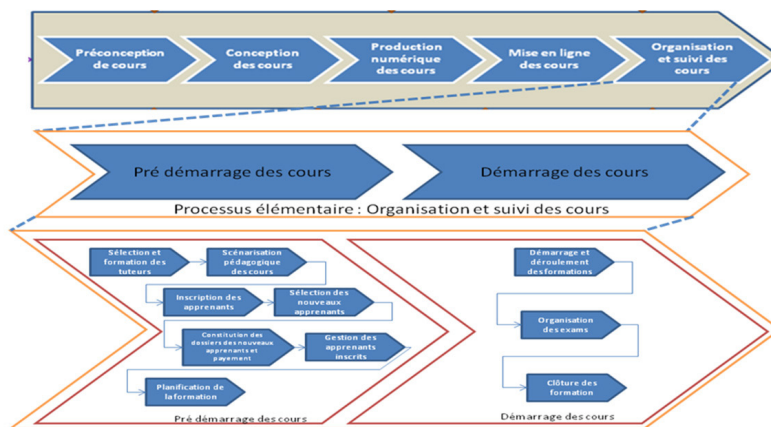 Préconception
de cours
Conception
des cours
Production
numérique
des cours
Mise en ligne
des cours
Organisation
et suivi des
cours
Pré démarrage des cours
Démarrage des cours
Processus élémentaire : Organisation et suivi des cours
Sélection et
formation des
tuteurs
Scénarisation
pédagogique
des cours
Inscription des
apprenants
Sélection des
nouveaux
apprenants
Constitution des
dossiers des nouveaux
apprenants et
payement
Gestion des
apprenants
inscrits
Planification de
la formation
Pré démarrage des cours
Démarrage et
déroulement
des formations
Organisation
des exams
Clôture des
formation
Démarrage des cours